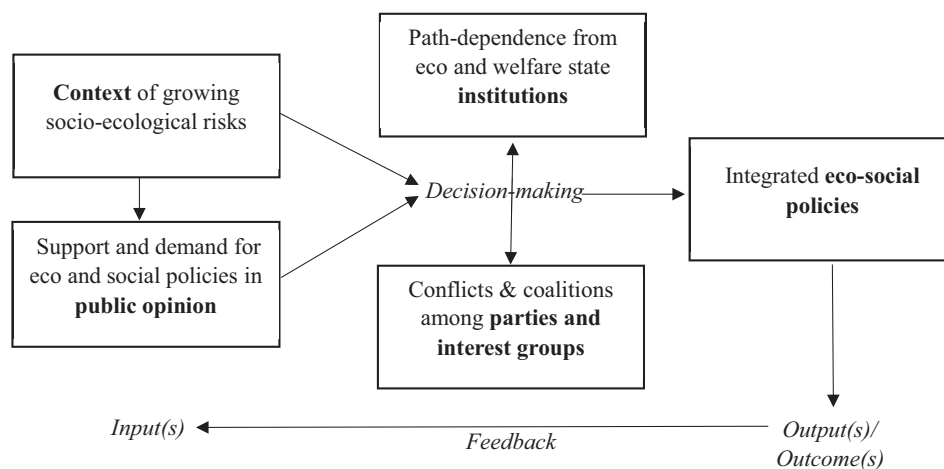 Context of growing
socio-ecological risks
Support and demand for
eco and social policies in
public opinion
Path-dependence from
eco and welfare state
institutions
Decision-making
Conflicts & coalitions
among parties and
interest groups
Integrated eco-social
policies
Input(s)
Feedback
Output(s)/
Outcome(s)